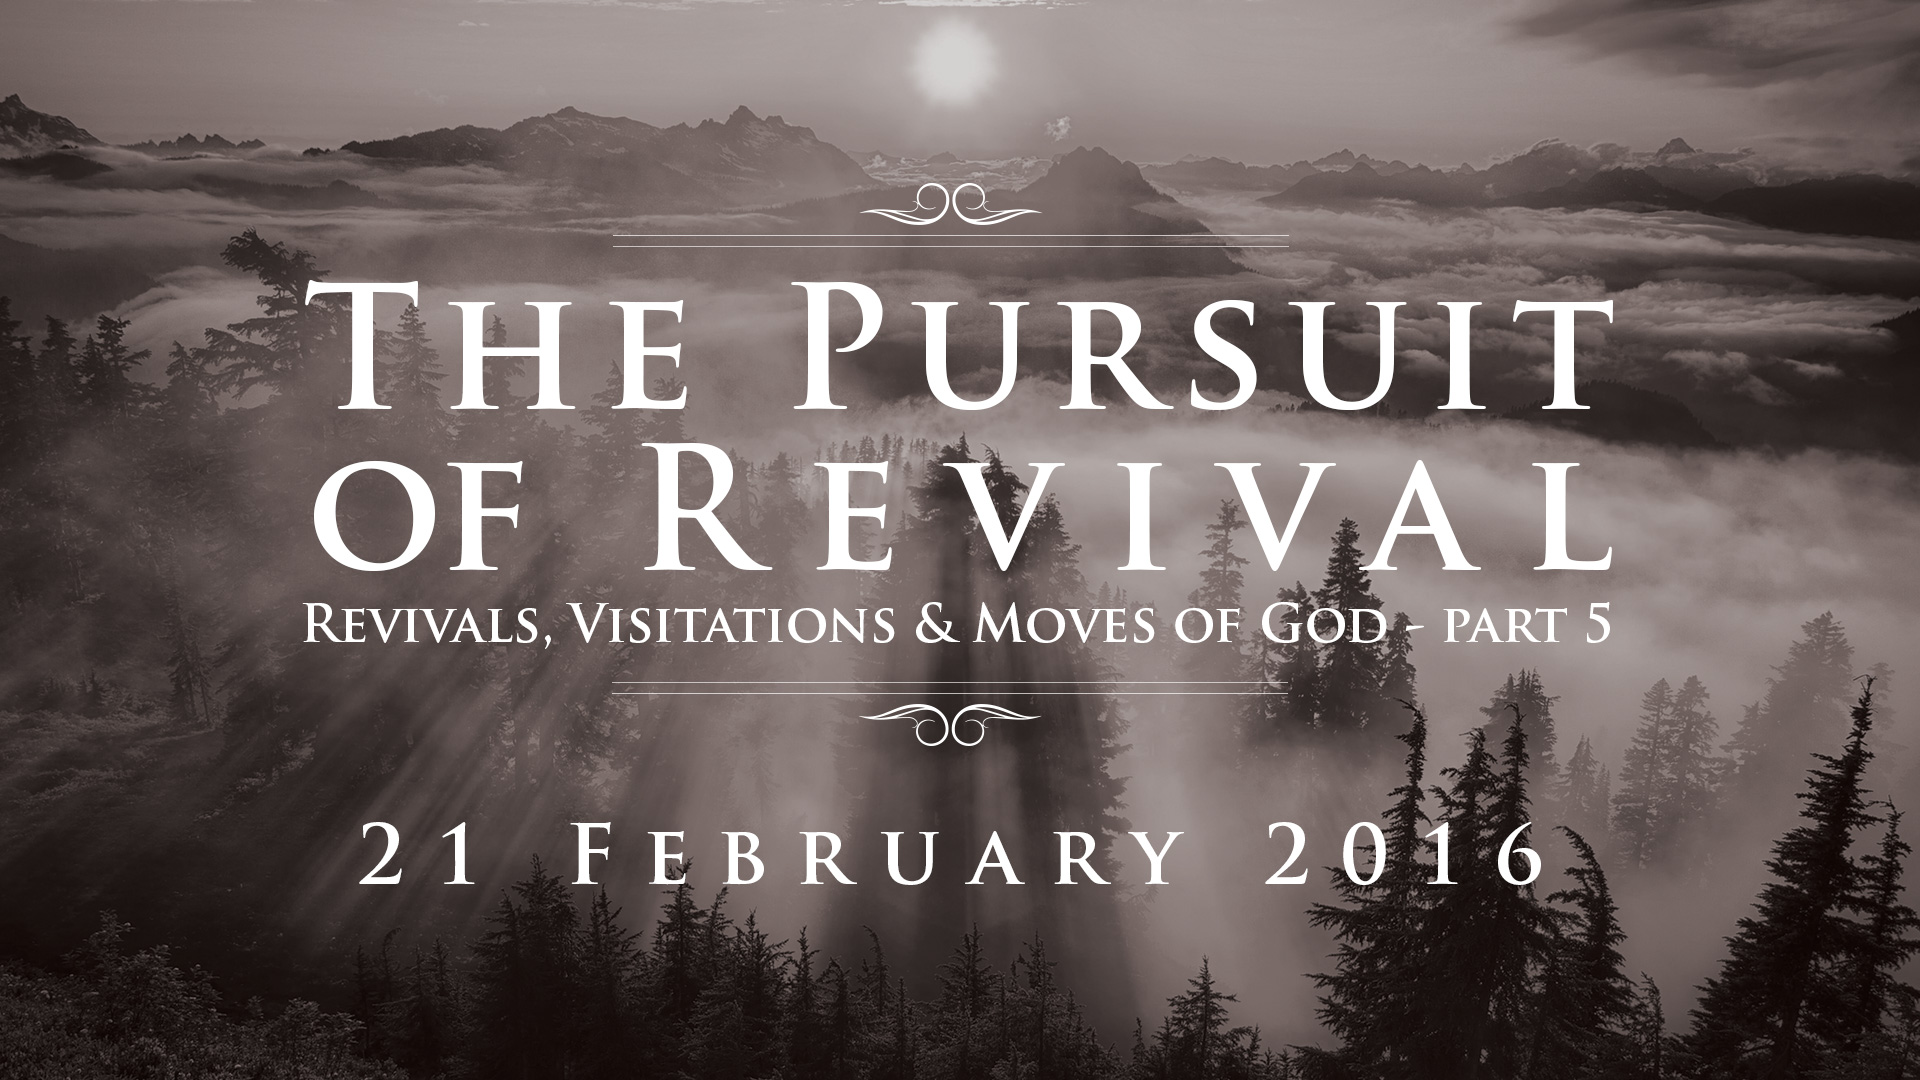 The Pursuit
of Revival
Revivals, Visitations & Moves of God - part 5
21 February 2016